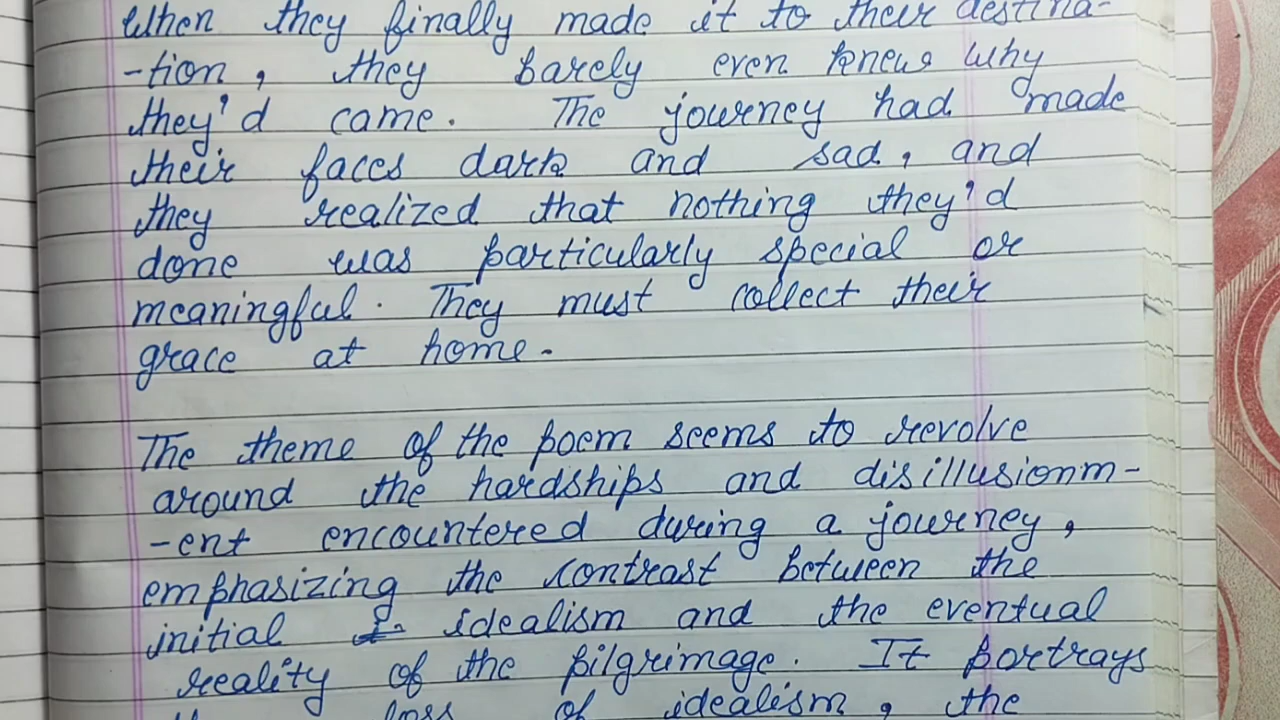 When they finally made it to their destina-
-tion, they barely even knew why
they'd came. The journey had made
their faces dark and sad, and
they realized that nothing they'd
done was particularly special or
meaningful. They must collect their
grace at home.
The theme of the poem seems to revolve
around the hardships and disillusionm-
-ent encountered during a journey,
emphasizing the contrast between the
initial idealism and the eventual
reality of the pilgrimage. It portrays
loss of idealism, the